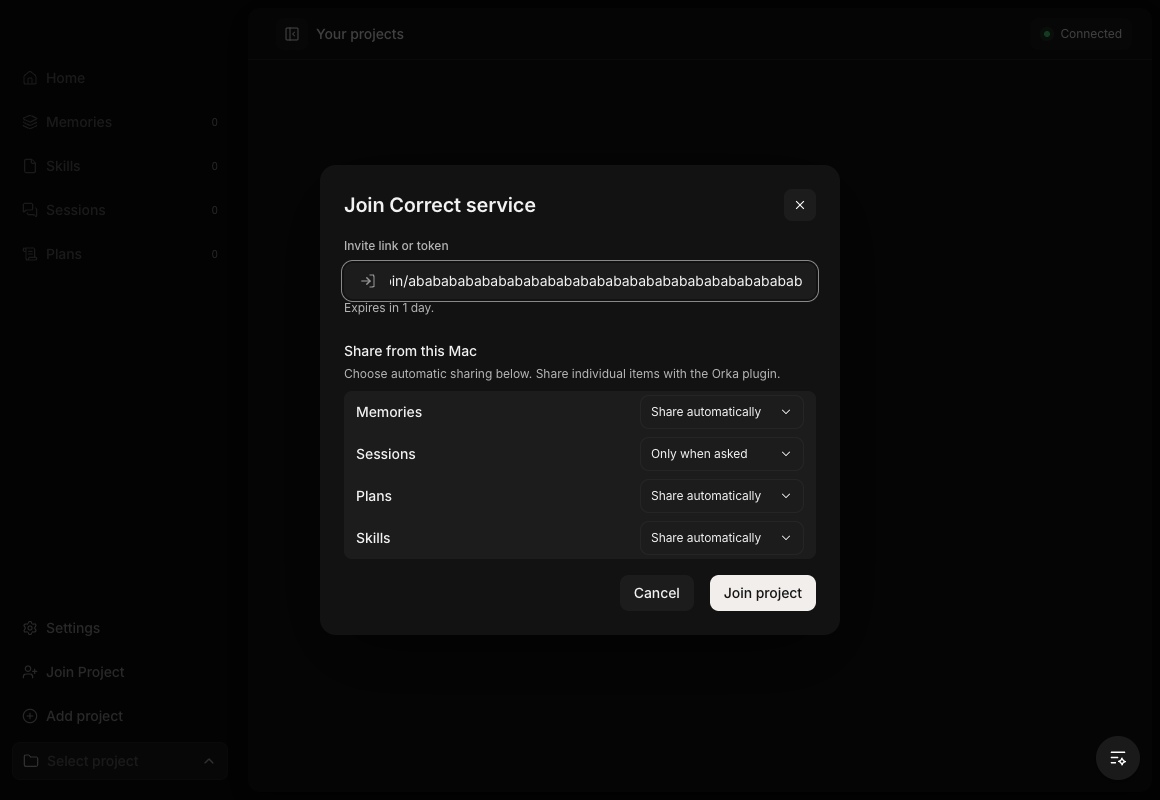 Your projects
Connected
Home
Memories 0
Skills 0
Sessions 0
Plans 0
Join Correct service
Invite link or token
in/abababababababababababababababababababababababab
Expires in 1 day.
Share from this Mac
Choose automatic sharing below. Share individual items with the Orka plugin.
Memories Share automatically
Sessions Only when asked
Plans Share automatically
Skills Share automatically
Cancel Join project
Settings
Join Project
Add project
Select project